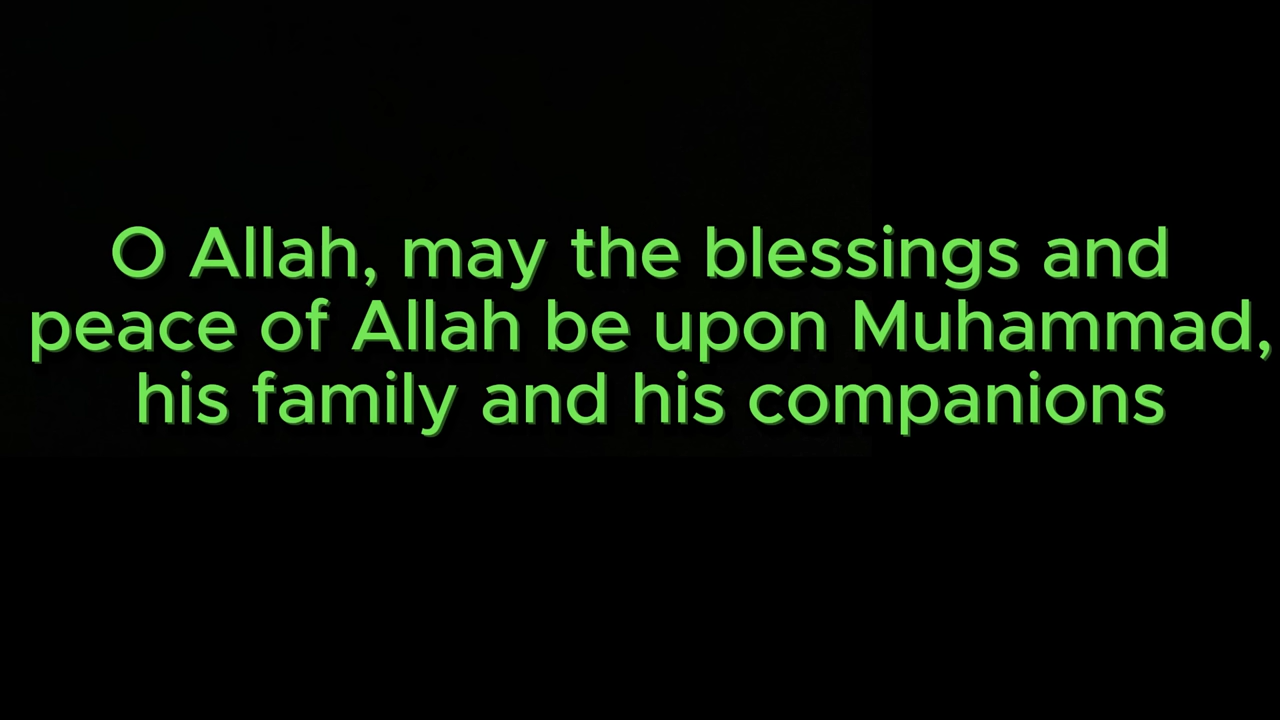 O Allah, may the blessings and
peace of Allah be upon Muhammad,
his family and his companions